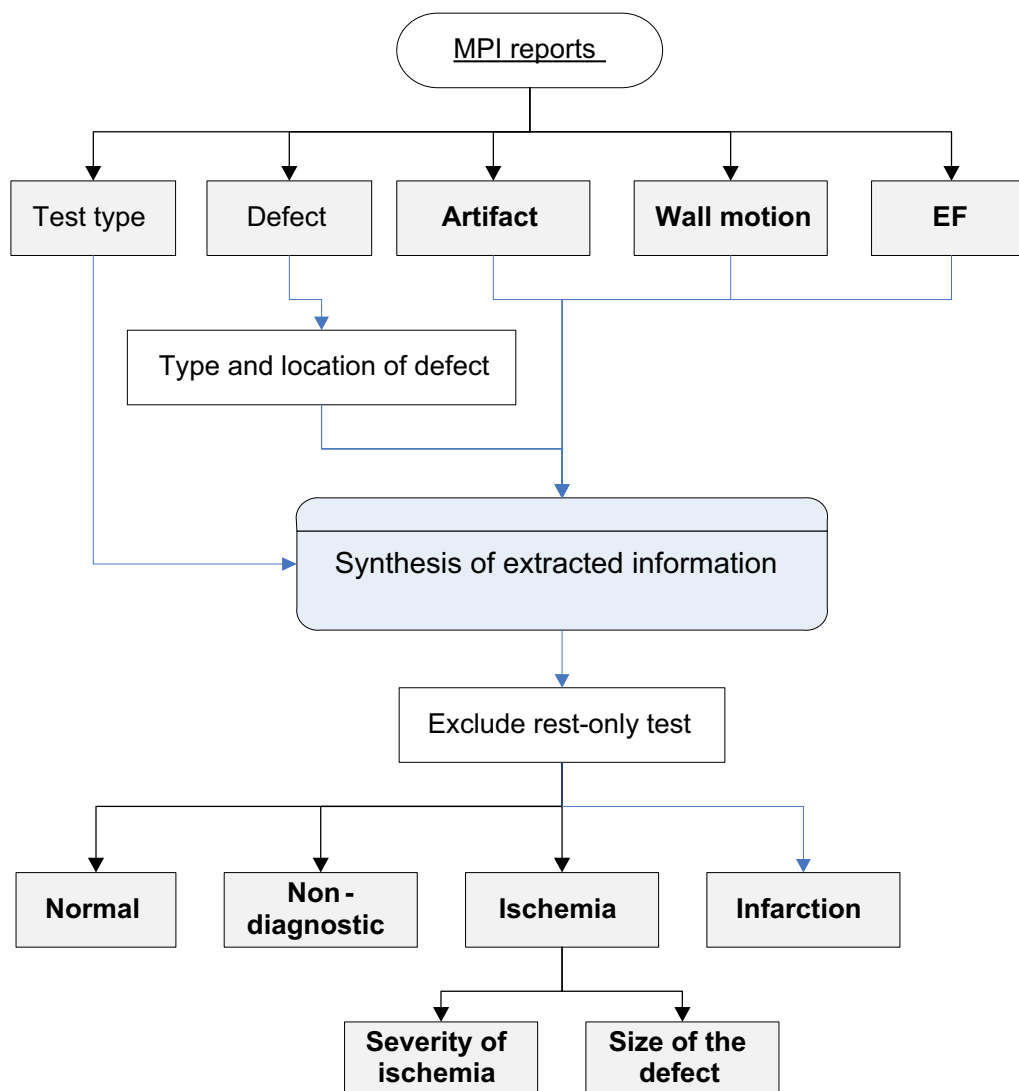 MPI reports
Test type
Defect
Artifact
Wall motion
EF
Type and location of defect
Synthesis of extracted information
Exclude rest-only test
Normal
Non-
diagnostic
Ischemia
Infarction
Severity of
ischemia
Size of the
defect